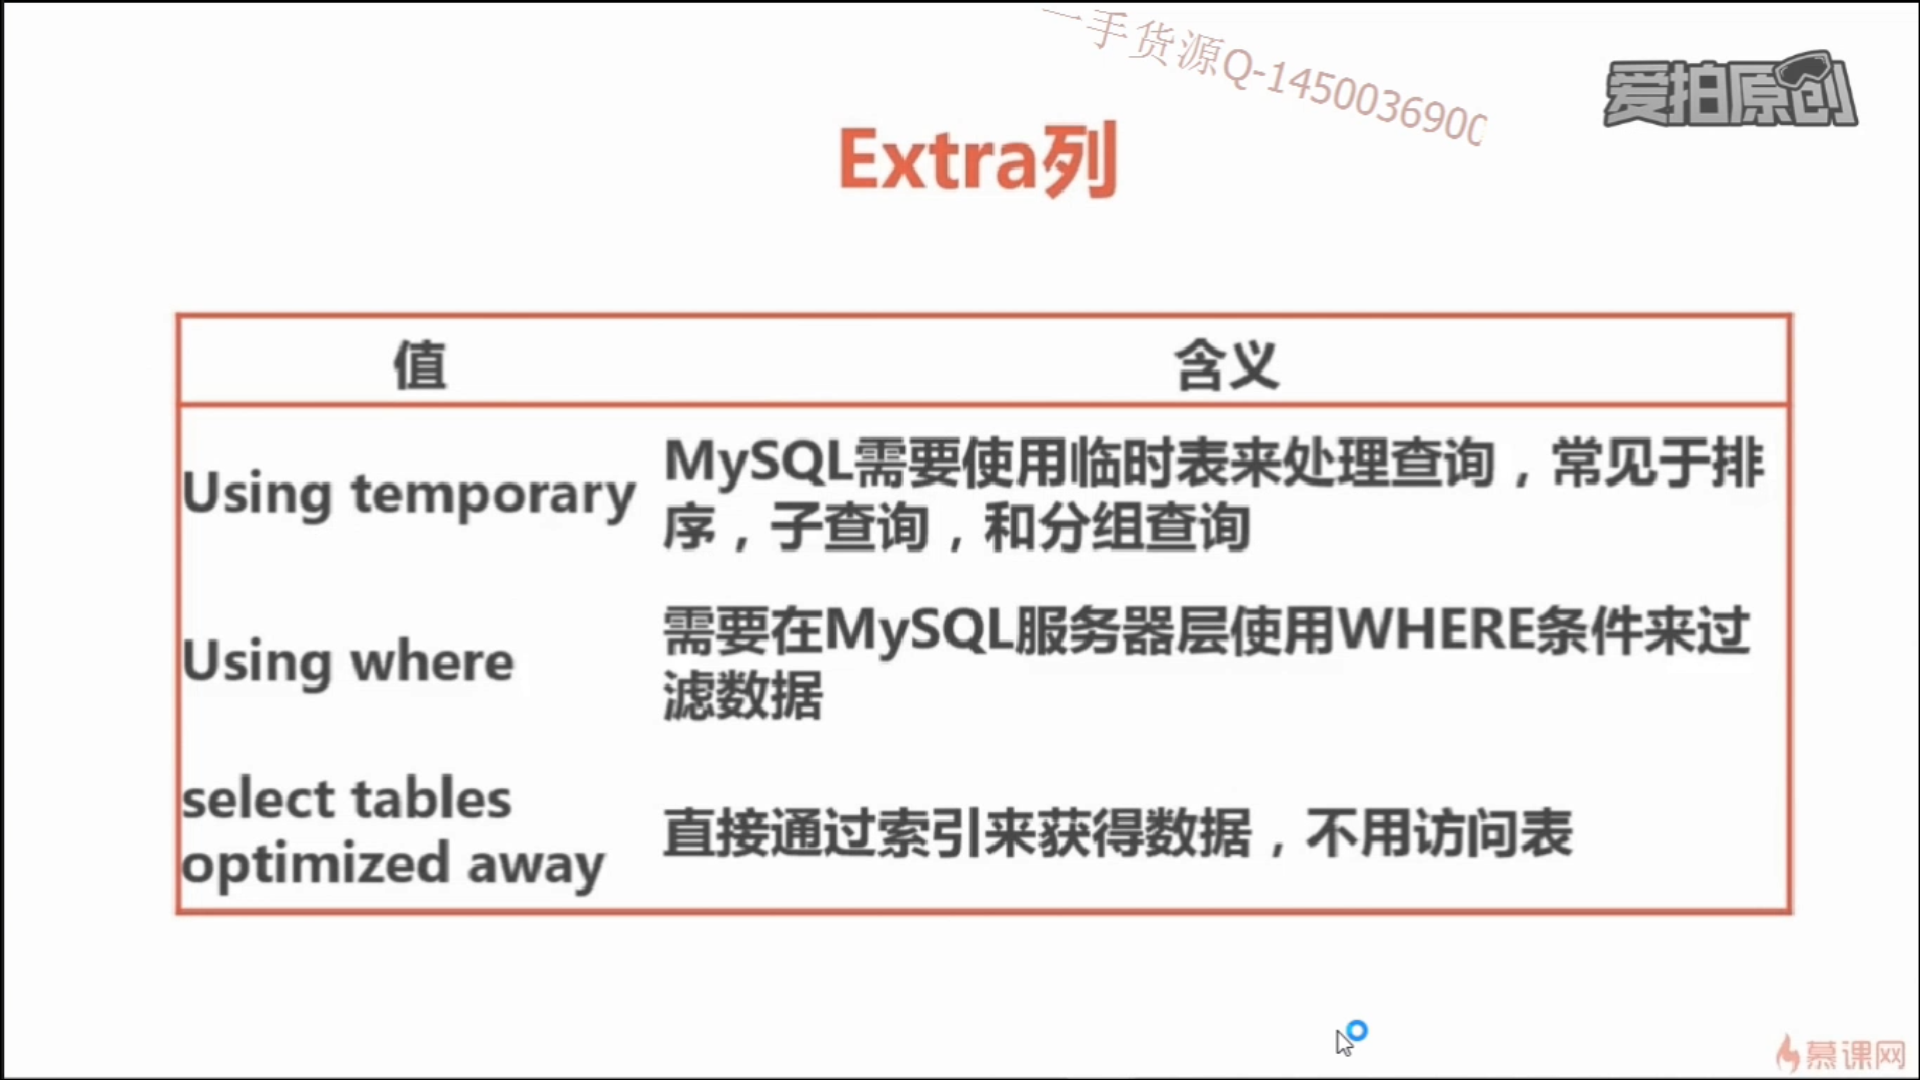 一手货源Q-1450036900
爱拍原创
Extra列
值
含义
Using temporary
MySQL需要使用临时表来处理查询，常见于排
序，子查询，和分组查询
Using where
需要在MySQL服务器层使用WHERE条件来过
滤数据
select tables
optimized away
直接通过索引来获得数据，不用访问表
慕课网